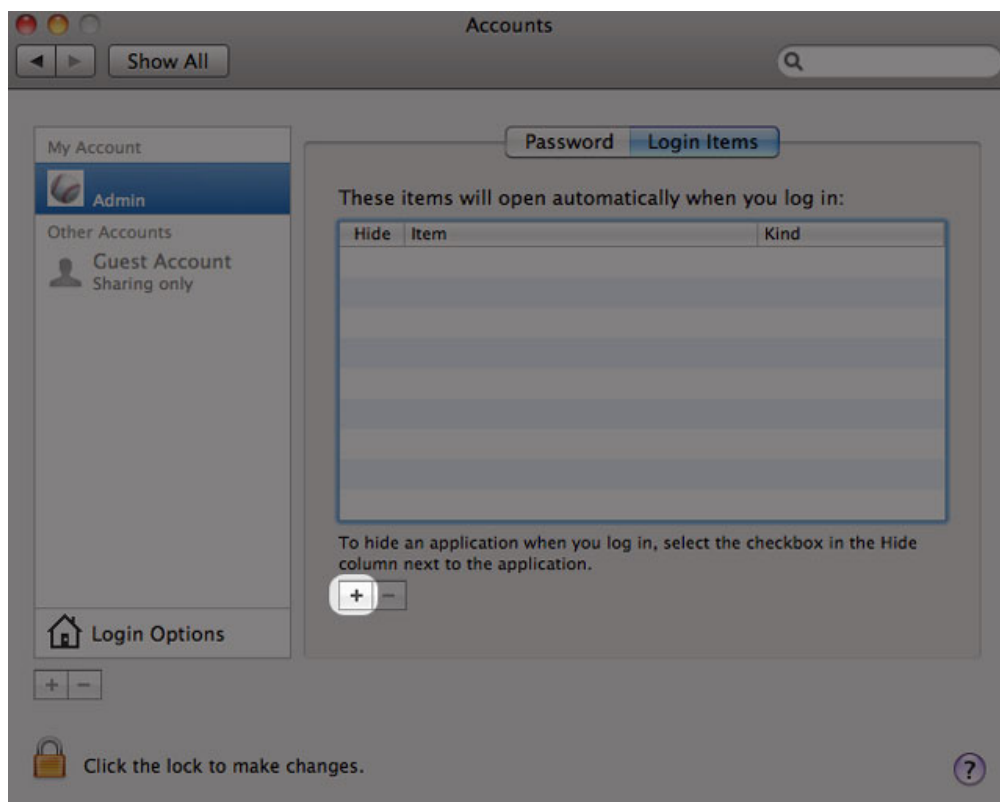 Accounts
Show All
My Account
Admin
Other Accounts
Guest Account
Sharing only
Login Options
Password Login Items
These items will open automatically when you log in:
Hide Item Kind
To hide an application when you log in, select the checkbox in the Hide
column next to the application.
+ −
+ −
Click the lock to make changes.
?